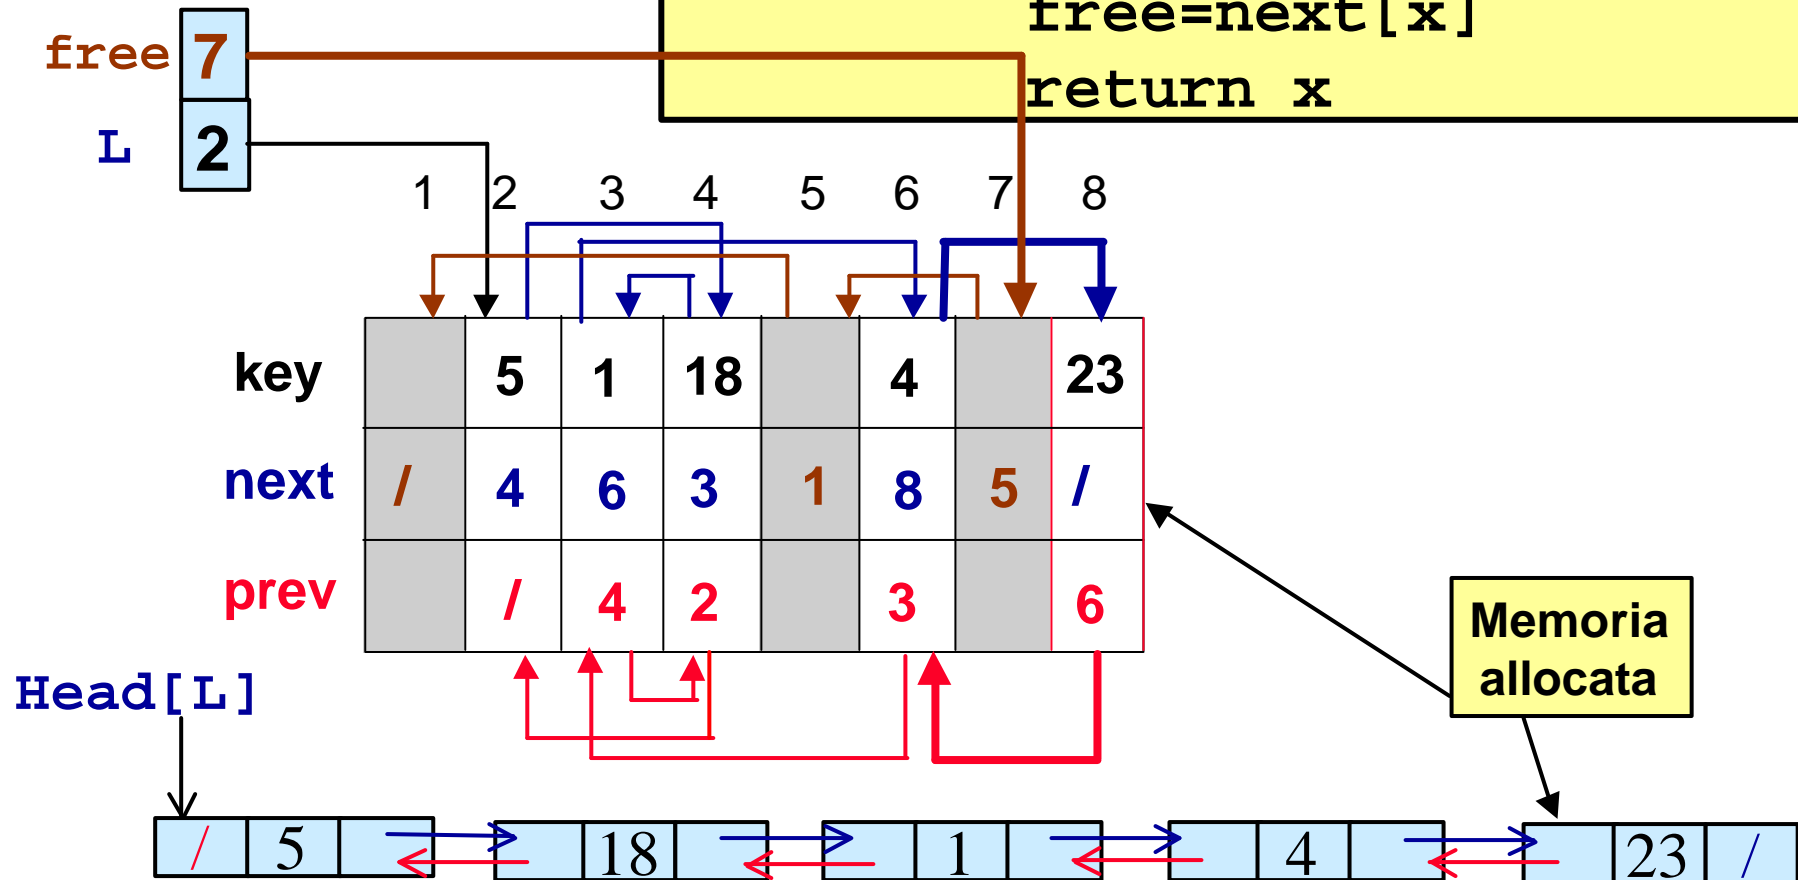 free=next[x]
return x
free 7
L 2
1 2 3 4 5 6 7 8
key 5 1 18 4 23
next / 4 6 3 1 8 5 /
prev / 4 2 3 6
Memoria
allocata
Head[L]
/ 5 18 1 4 23 /